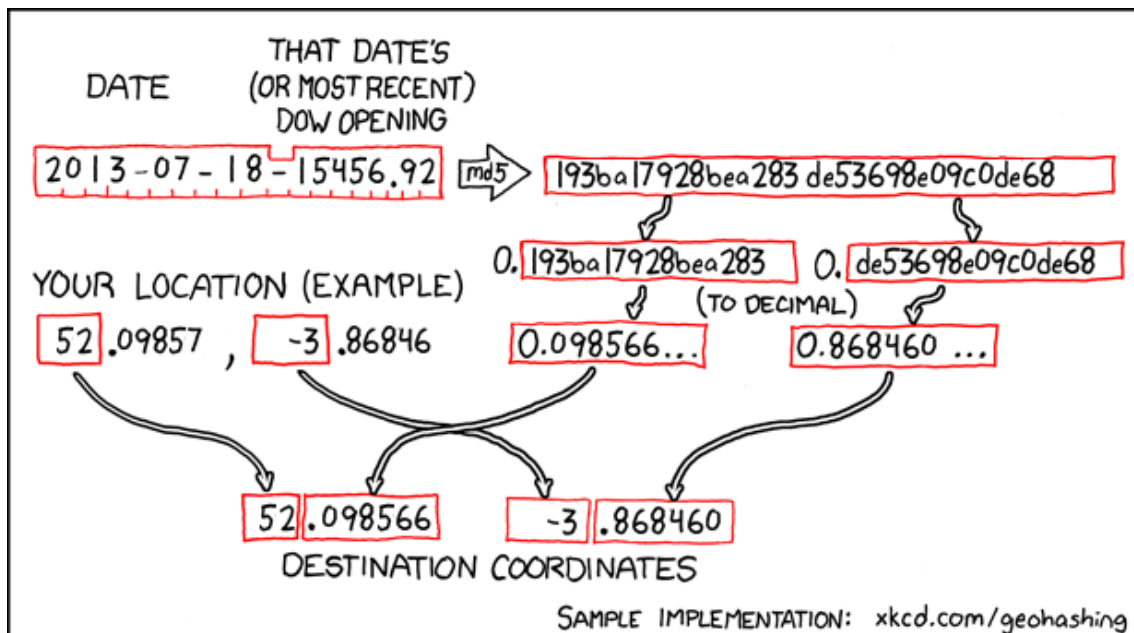 DATE
THAT DATE'S
(OR MOST RECENT)
DOW OPENING
2013-07-18-15456.92
md5
193ba17928bea283de53698e09c0de68
0.193ba17928bea283
0.de53698e09c0de68
(TO DECIMAL)
0.098566...
0.868460...
YOUR LOCATION (EXAMPLE)
52.09857, -3.86846
52.098566 -3.868460
DESTINATION COORDINATES
SAMPLE IMPLEMENTATION: xkcd.com/geohashing